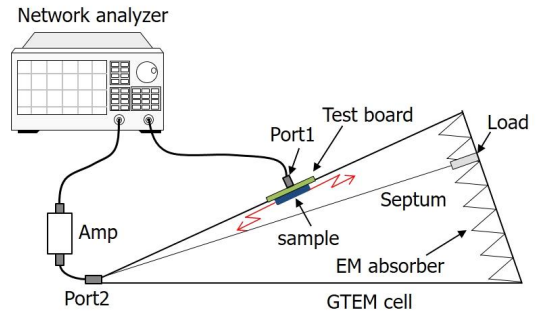 Network analyzer
Test board
Port1
Load
Septum
Amp
sample
EM absorber
Port2
GTEM cell